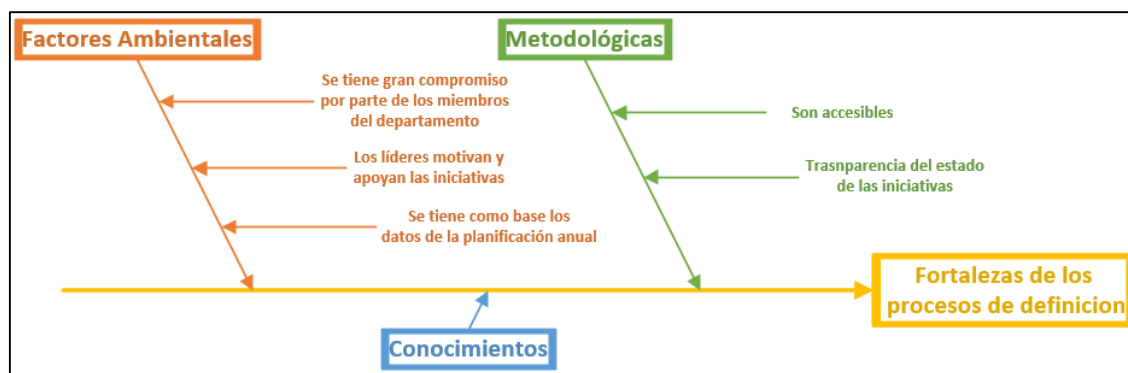 Factores Ambientales
Metodológicas
Se tiene gran compromiso
por parte de los miembros
del departamento
Los líderes motivan y
apoyan las iniciativas
Se tiene como base los
datos de la planificación anual
Son accesibles
Trasnparencia del estado
de las iniciativas
Fortalezas de los
procesos de definicion
Conocimientos